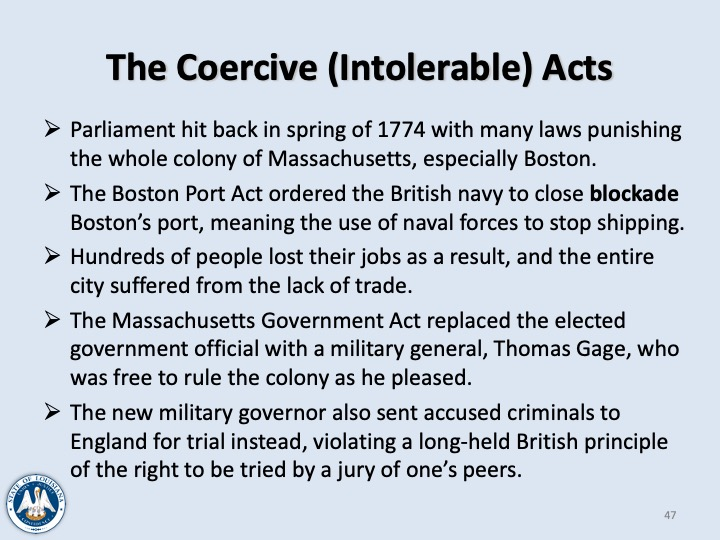 The Coercive (Intolerable) Acts
➢ Parliament hit back in spring of 1774 with many laws punishing
the whole colony of Massachusetts, especially Boston.
➢ The Boston Port Act ordered the British navy to close blockade
Boston’s port, meaning the use of naval forces to stop shipping.
➢ Hundreds of people lost their jobs as a result, and the entire
city suffered from the lack of trade.
➢ The Massachusetts Government Act replaced the elected
government official with a military general, Thomas Gage, who
was free to rule the colony as he pleased.
➢ The new military governor also sent accused criminals to
England for trial instead, violating a long-held British principle
of the right to be tried by a jury of one’s peers.
STATE OF LOUISIANA
CONFIDENCE
47